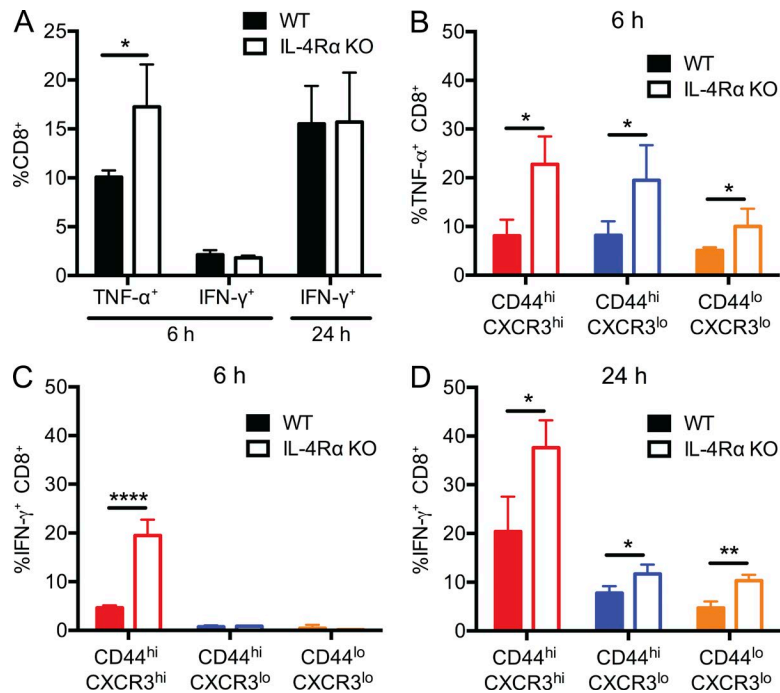 A
WT
IL-4Rα KO
*
%CD8⁺
25
20
15
10
5
0
TNF-α⁺ IFN-γ⁺ IFN-γ⁺
6 h 24 h
B
6 h
WT
IL-4Rα KO
%TNF-α⁺ CD8⁺
50
40
30
20
10
0
* * *
CD44ʰⁱ CD44ʰⁱ CD44ˡᵒ
CXCR3ʰⁱ CXCR3ˡᵒ CXCR3ˡᵒ
C
6 h
WT
IL-4Rα KO
%IFN-γ⁺ CD8⁺
50
40
30
20
10
0
****
CD44ʰⁱ CD44ʰⁱ CD44ˡᵒ
CXCR3ʰⁱ CXCR3ˡᵒ CXCR3ˡᵒ
D
24 h
WT
IL-4Rα KO
%IFN-γ⁺ CD8⁺
50
40
30
20
10
0
* * **
CD44ʰⁱ CD44ʰⁱ CD44ˡᵒ
CXCR3ʰⁱ CXCR3ˡᵒ CXCR3ˡᵒ